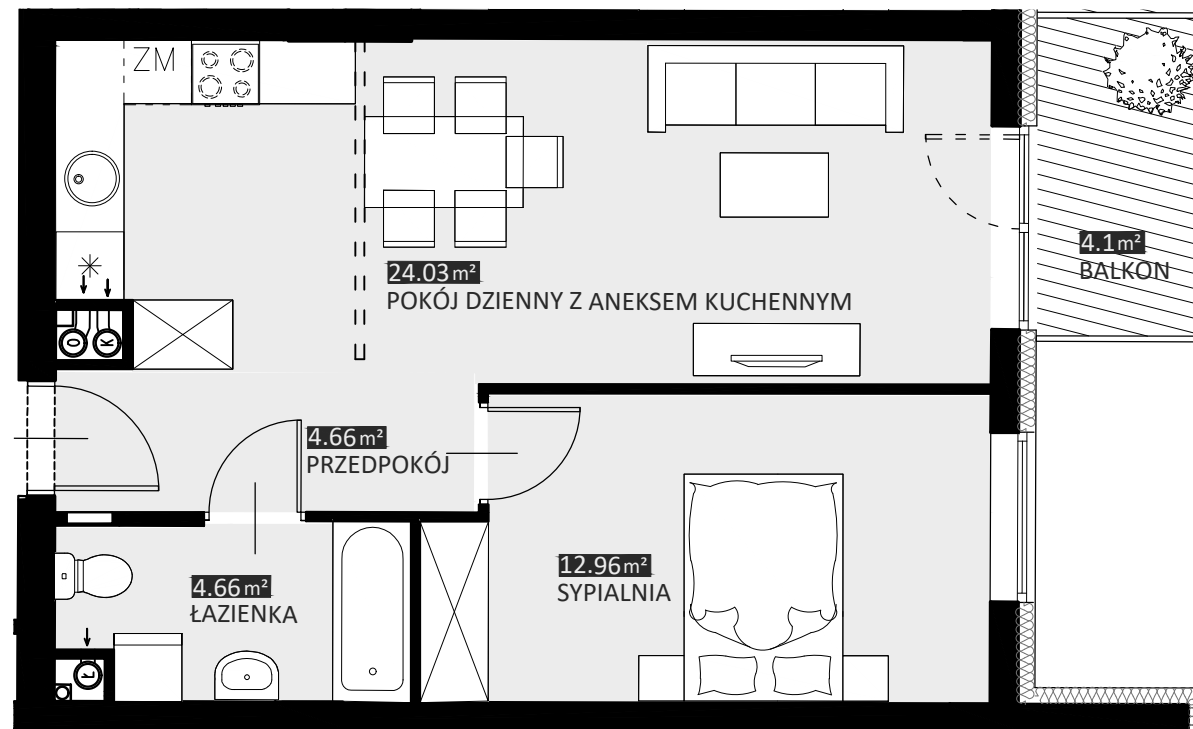 ZM
24.03 m²
POKÓJ DZIENNY Z ANEKSEM KUCHENNYM
4.1 m²
BALKON
O K
4.66 m²
PRZEDPOKÓJ
12.96 m²
SYPIALNIA
4.66 m²
ŁAZIENKA
Ł